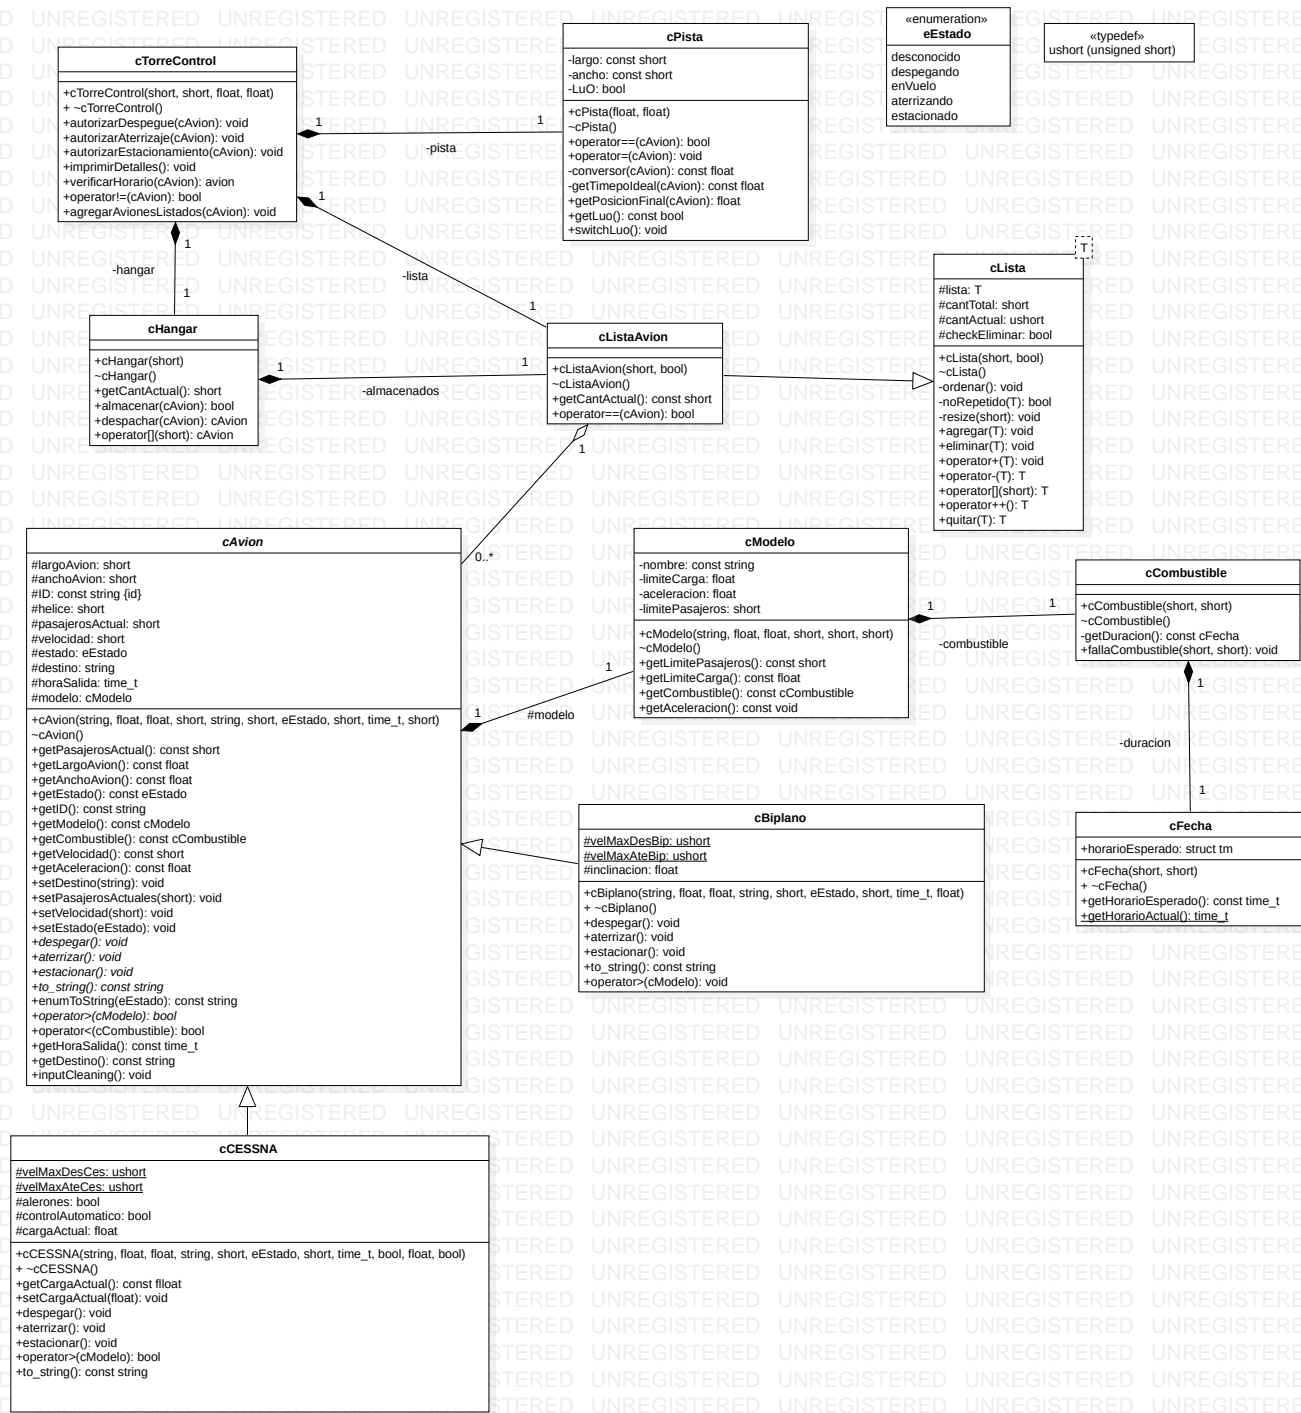 cTorreControl
+cTorreControl(short, short, float, float)
+ ~cTorreControl()
+autorizarDespegue(cAvion): void
+autorizarAterrizaje(cAvion): void
+autorizarEstacionamiento(cAvion): void
+imprimirDetalles(): void
+verificarHorario(cAvion): avion
+operator!=(cAvion): bool
+agregarAvionesListados(cAvion): void
1
1
-pista
cPista
-largo: const short
-ancho: const short
-LuO: bool
+cPista(float, float)
~cPista()
+operator==(cAvion): bool
+operator=(cAvion): void
-conversor(cAvion): const float
-getTimepoIdeal(cAvion): const float
+getPosicionFinal(cAvion): float
+getLuo(): const bool
+switchLuo(): void
«enumeration»
eEstado
desconocido
despegando
enVuelo
aterrizando
estacionado
«typedef»
ushort (unsigned short)
1
-lista
1
1
-hangar
1
cHangar
+cHangar(short)
~cHangar()
+getCantActual(): short
+almacenar(cAvion): bool
+despachar(cAvion): cAvion
+operator[](short): cAvion
1
1
-almacenados
cListaAvion
+cListaAvion(short, bool)
~cListaAvion()
+getCantActual(): const short
+operator==(cAvion): bool
1
0..*
T
cLista
#lista: T
#cantTotal: short
#cantActual: ushort
#checkEliminar: bool
+cLista(short, bool)
~cLista()
-ordenar(): void
-noRepetido(T): bool
-resize(short): void
+agregar(T): void
+eliminar(T): void
+operator+(T): void
+operator-(T): T
+operator[](short): T
+operator++(): T
+quitar(T): T
cAvion
#largoAvion: short
#anchoAvion: short
#ID: const string {id}
#helice: short
#pasajerosActual: short
#velocidad: short
#estado: eEstado
#destino: string
#horaSalida: time_t
#modelo: cModelo
+cAvion(string, float, float, short, string, short, eEstado, short, time_t, short)
~cAvion()
+getPasajerosActual(): const short
+getLargoAvion(): const float
+getAnchoAvion(): const float
+getEstado(): const eEstado
+getID(): const string
+getModelo(): const cModelo
+getCombustible(): const cCombustible
+getVelocidad(): const short
+getAceleracion(): const float
+setDestino(string): void
+setPasajerosActuales(short): void
+setVelocidad(short): void
+setEstado(eEstado): void
+despegar(): void
+aterrizar(): void
+estacionar(): void
+to_string(): const string
+enumToString(eEstado): const string
+operator>(cModelo): bool
+operator<(cCombustible): bool
+getHoraSalida(): const time_t
+getDestino(): const string
+inputCleaning(): void
1
1
#modelo
cModelo
-nombre: const string
-limiteCarga: float
-aceleracion: float
-limitePasajeros: short
+cModelo(string, float, float, short, short, short)
~cModelo()
+getLimitePasajeros(): const short
+getLimiteCarga(): const float
+getCombustible(): const cCombustible
+getAceleracion(): const void
1
1
-combustible
cCombustible
+cCombustible(short, short)
~cCombustible()
-getDuracion(): const cFecha
+fallaCombustible(short, short): void
1
-duracion
1
cFecha
+horarioEsperado: struct tm
+cFecha(short, short)
+ ~cFecha()
+getHorarioEsperado(): const time_t
+getHorarioActual(): time_t
cBiplano
#velMaxDesBip: ushort
#velMaxAteBip: ushort
#inclinacion: float
+cBiplano(string, float, float, string, short, eEstado, short, time_t, float)
+ ~cBiplano()
+despegar(): void
+aterrizar(): void
+estacionar(): void
+to_string(): const string
+operator>(cModelo): void
cCESSNA
#velMaxDesCes: ushort
#velMaxAteCes: ushort
#alerones: bool
#controlAutomatico: bool
#cargaActual: float
+cCESSNA(string, float, float, string, short, eEstado, short, time_t, bool, float, bool)
+ ~cCESSNA()
+getCargaActual(): const flloat
+setCargaActual(float): void
+despegar(): void
+aterrizar(): void
+estacionar(): void
+operator>(cModelo): bool
+to_string(): const string